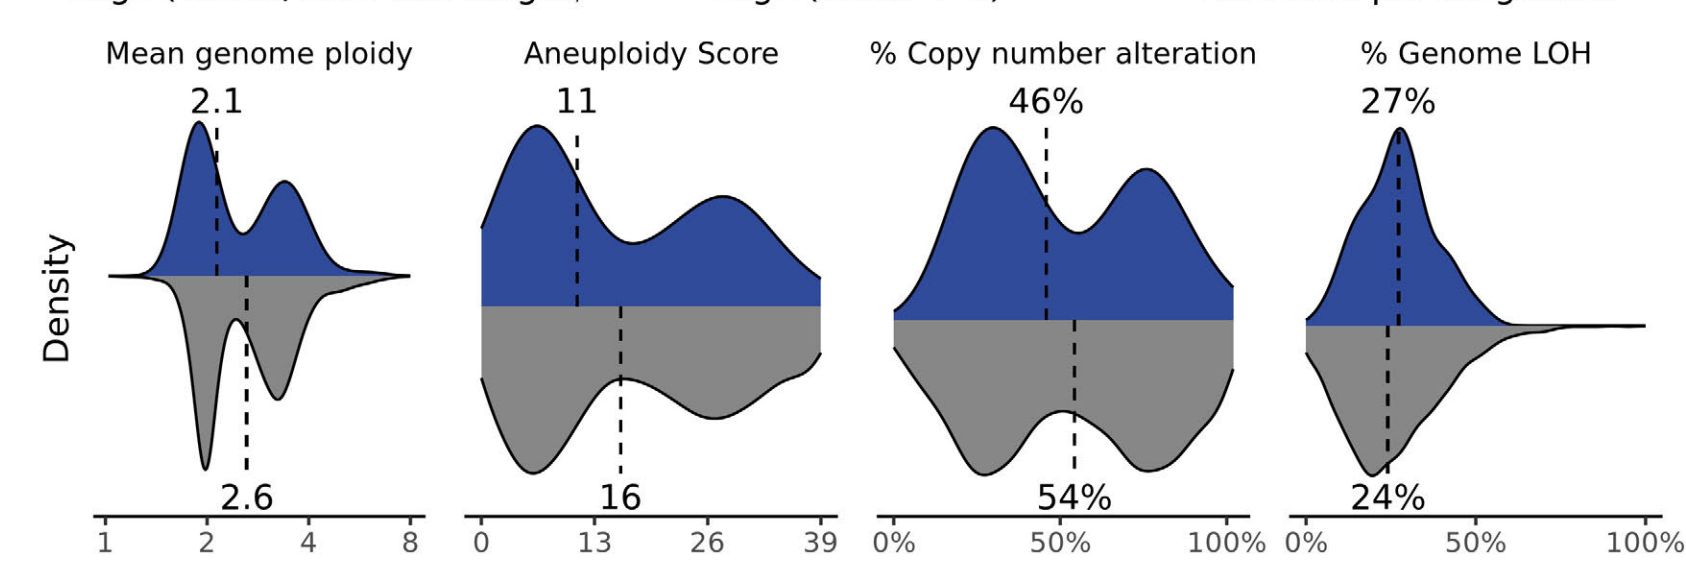 Mean genome ploidy Aneuploidy Score % Copy number alteration % Genome LOH
2.1 11 46% 27%
Density
2.6 16 54% 24%
1 2 4 8 0 13 26 39 0% 50% 100% 0% 50% 100%